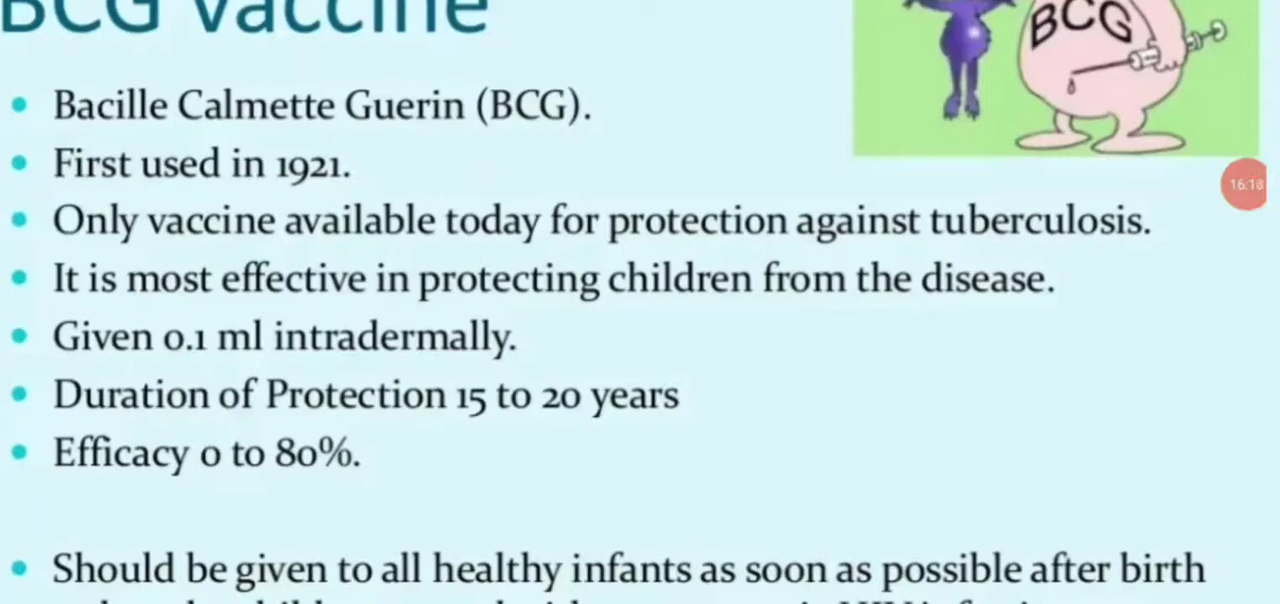 BCG vaccine
BCG
Bacille Calmette Guerin (BCG).
First used in 1921.
16:18
Only vaccine available today for protection against tuberculosis.
It is most effective in protecting children from the disease.
Given 0.1 ml intradermally.
Duration of Protection 15 to 20 years
Efficacy 0 to 80%.
Should be given to all healthy infants as soon as possible after birth